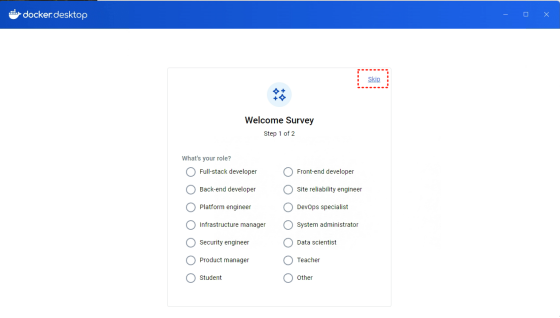 docker.desktop
Skip
Welcome Survey
Step 1 of 2
What's your role?
Full-stack developer
Front-end developer
Back-end developer
Site reliability engineer
Platform engineer
DevOps specialist
Infrastructure manager
System administrator
Security engineer
Data scientist
Product manager
Teacher
Student
Other